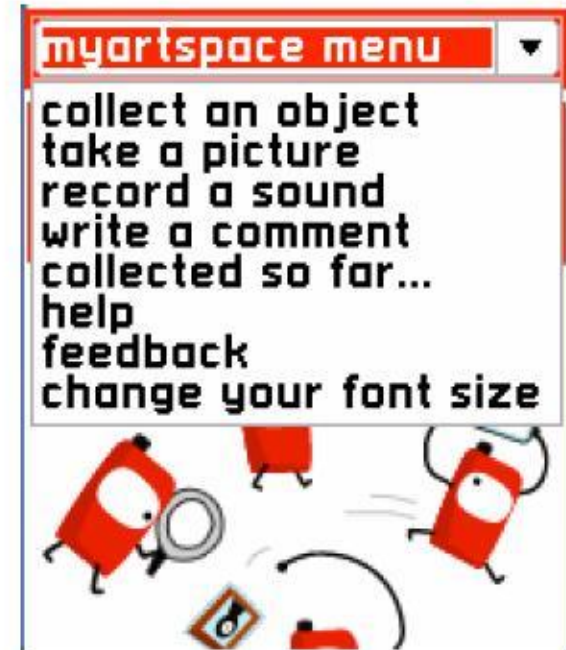 myartspace menu
collect an object
take a picture
record a sound
write a comment
collected so far...
help
feedback
change your font size